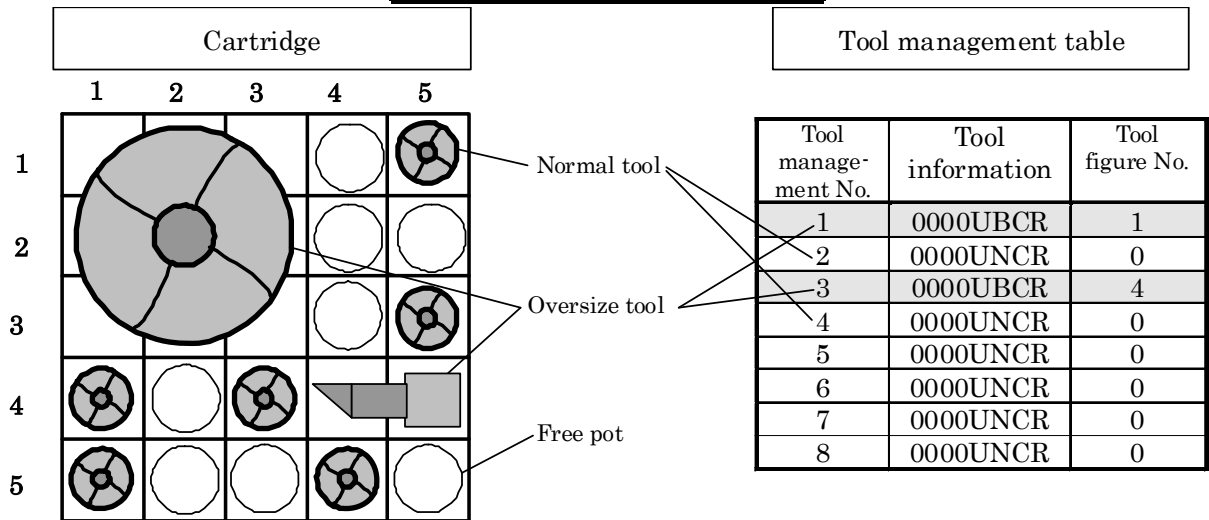 Cartridge
Tool management table
1 2 3 4 5
1
2
3
4
5
Normal tool
Oversize tool
Free pot
Tool manage-ment No. Tool information Tool figure No.
1 0000UBCR 1
2 0000UNCR 0
3 0000UBCR 4
4 0000UNCR 0
5 0000UNCR 0
6 0000UNCR 0
7 0000UNCR 0
8 0000UNCR 0